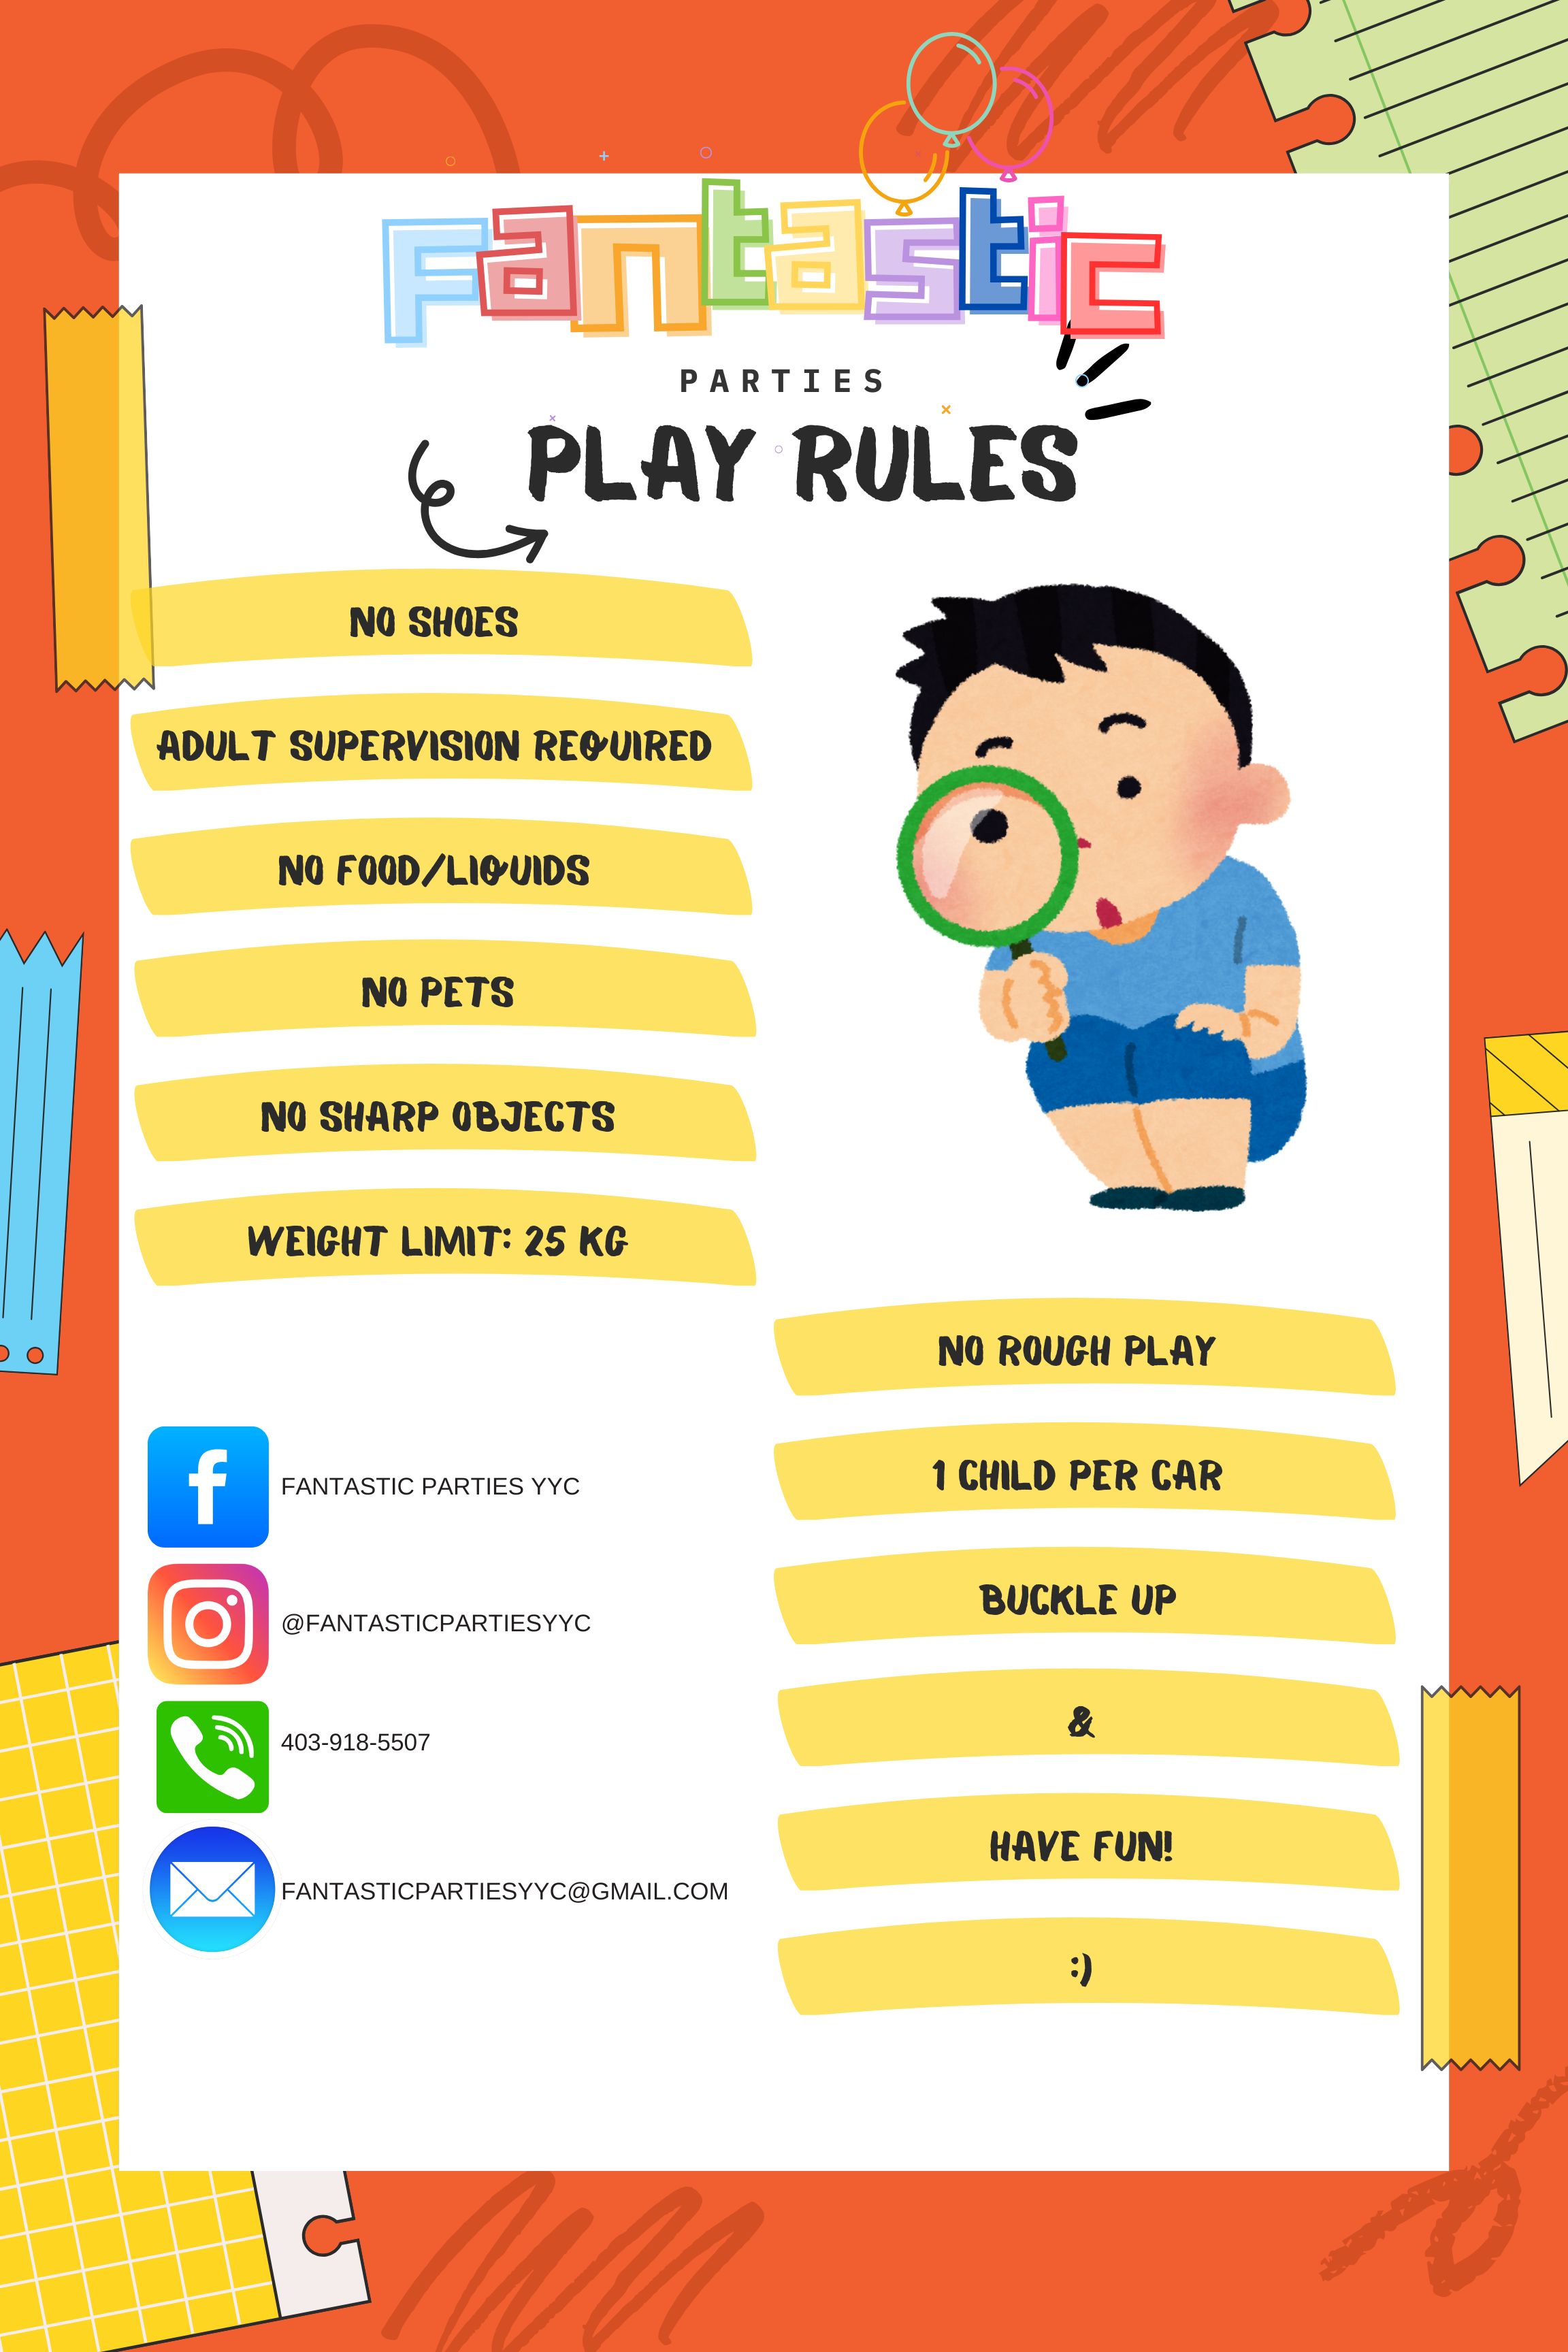 Fantastic
PARTIES
PLAY RULES
NO SHOES
ADULT SUPERVISION REQUIRED
NO FOOD/LIQUIDS
NO PETS
NO SHARP OBJECTS
WEIGHT LIMIT: 25 KG
NO ROUGH PLAY
1 CHILD PER CAR
BUCKLE UP
&
HAVE FUN!
:)
FANTASTIC PARTIES YYC
@FANTASTICPARTIESYYC
403-918-5507
FANTASTICPARTIESYYC@GMAIL.COM